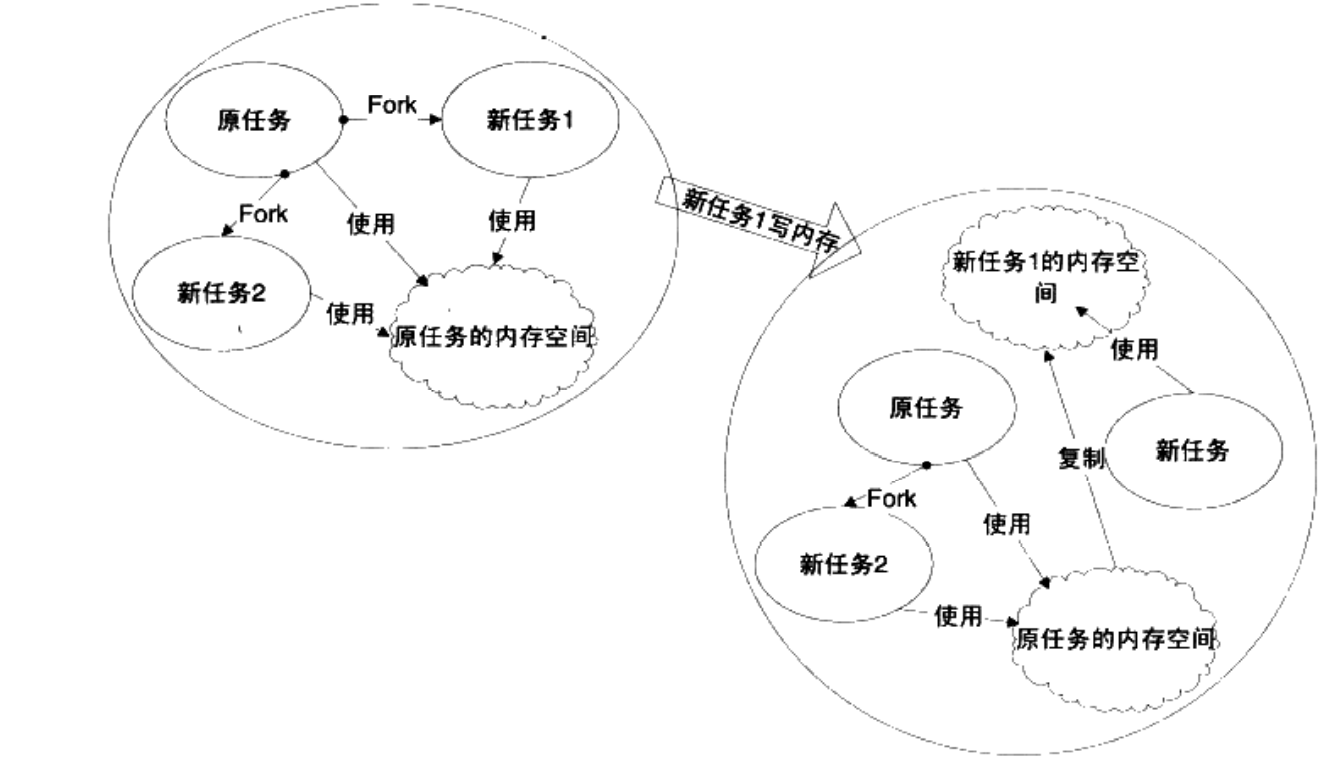 原任务
Fork
新任务1
Fork
使用
使用
新任务2
使用
原任务的内存空间
新任务1写内存
新任务1的内存空
间
使用
原任务
复制
新任务
Fork
使用
新任务2
使用
原任务的内存空间